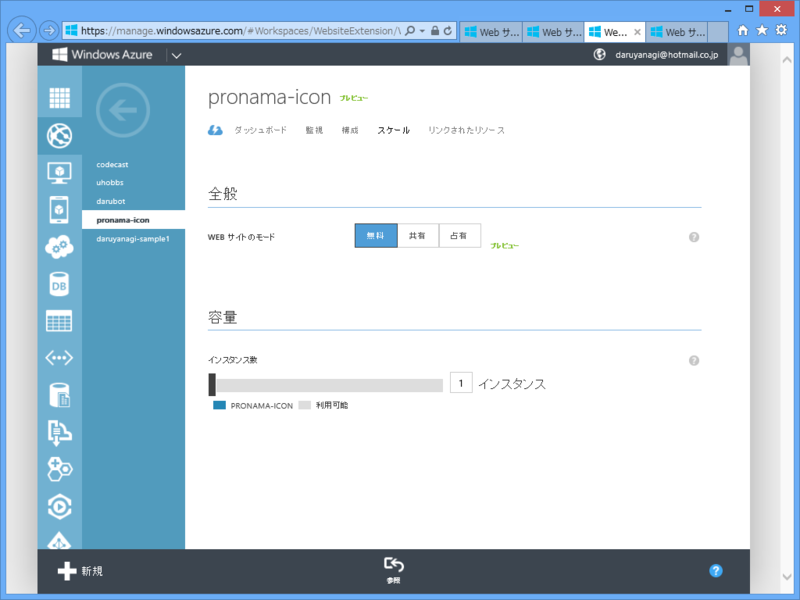 https://manage.windowsazure.com/#Workspaces/WebsiteExtension/\
Web サ...
Web サ...
We...
Web サ...
Windows Azure
daruyanagi@hotmail.co.jp
codecast
uhobbs
darubot
pronama-icon
daruyanagi-sample1
pronama-icon プレビュー
ダッシュボード 監視 構成 スケール リンクされたリソース
全般
WEB サイトのモード
無料 共有 占有 プレビュー
?
容量
インスタンス数
?
1 インスタンス
PRONAMA-ICON 利用可能
DB
新規
参照
?